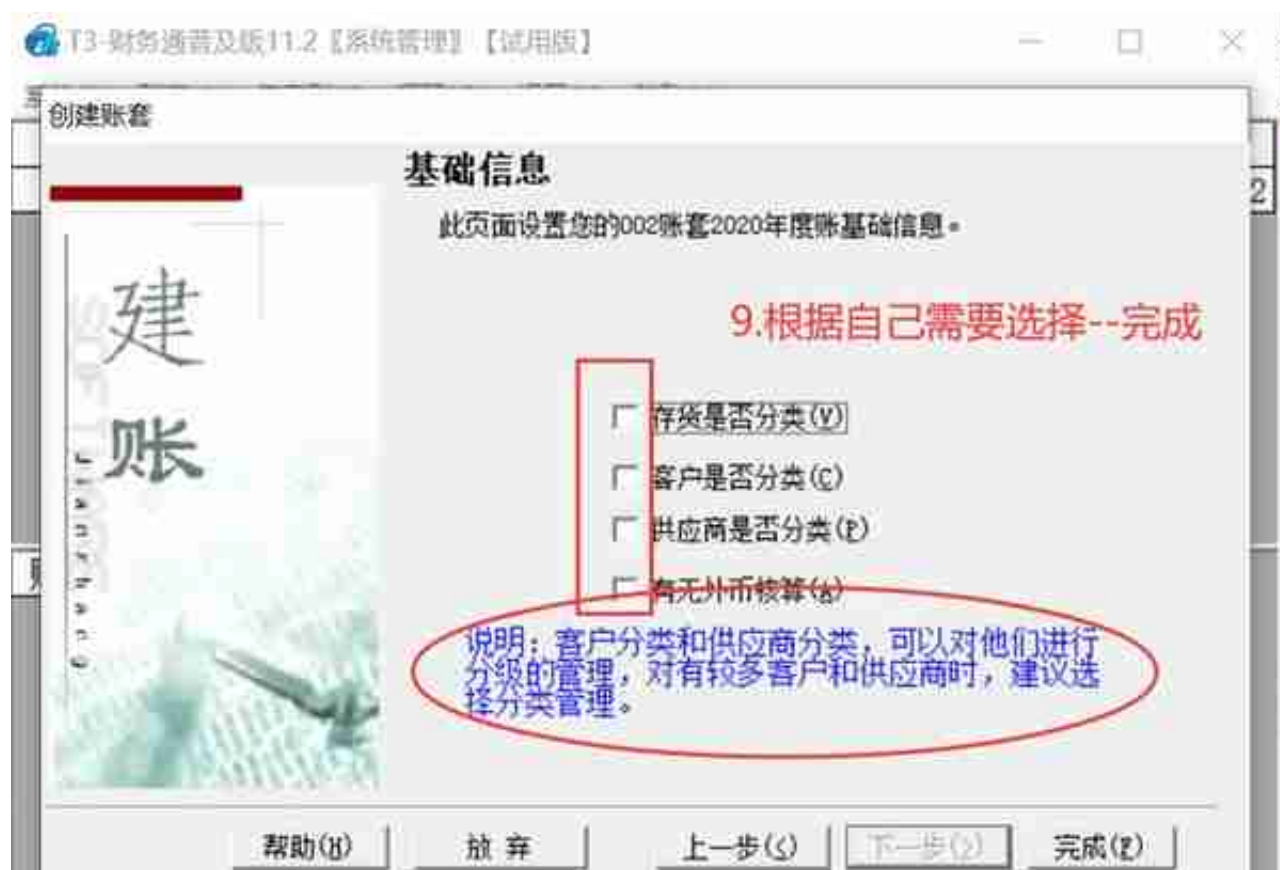 T3-财务通普及版11.2〖系统管理〗【试用版】
创建账套
基础信息
此页面设置您的002账套2020年度账基础信息。
9.根据自己需要选择--完成
存货是否分类(V)
客户是否分类(C)
供应商是否分类(P)
有无外币核算(A)
说明：客户分类和供应商分类，可以对他们进行
分级的管理，对有较多客户和供应商时，建议选
择分类管理。
建
账
Jianzhang
2
帮助(H)
放弃
上一步(<)
下一步(>)
完成(F)